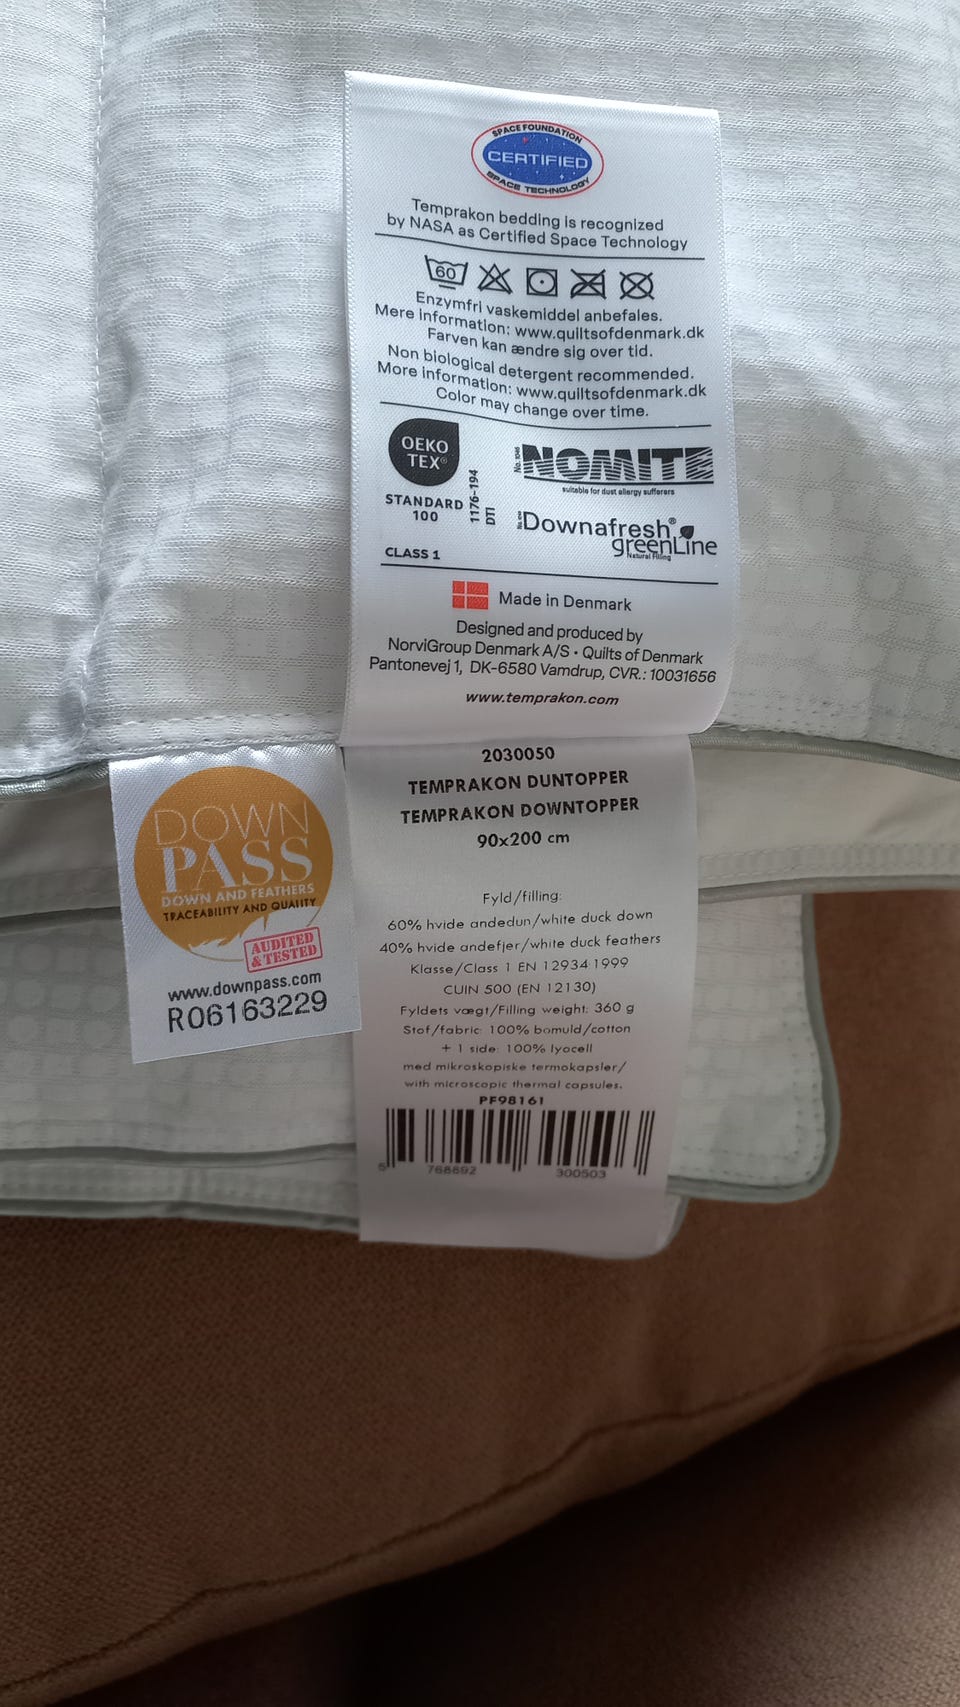 SPACE FOUNDATION
CERTIFIED
SPACE TECHNOLOGY
Temprakon bedding is recognized
by NASA as Certified Space Technology
60
Enzymfri vaskemiddel anbefales.
Mere information: www.quiltsofdenmark.dk
Farven kan ændre sig over tid.
Non biological detergent recommended.
More information: www.quiltsofdenmark.dk
Color may change over time.
OEKO
TEX®
STANDARD
100
1176-194
DTI
CLASS 1
NOMITE
suitable for dust allergy sufferers
Downafresh®
greenLine
Natural Filling
Made in Denmark
Designed and produced by
NorviGroup Denmark A/S • Quilts of Denmark
Pantonevej 1, DK-6580 Vamdrup, CVR.: 10031656
www.temprakon.com
DOWN
PASS
DOWN AND FEATHERS
TRACEABILITY AND QUALITY
AUDITED
& TESTED
www.downpass.com
R06163229
2030050
TEMPRAKON DUNTOPPER
TEMPRAKON DOWNTOPPER
90x200 cm
Fyld/filling:
60% hvide andedun/white duck down
40% hvide andefjer/white duck feathers
Klasse/Class 1 EN 12934:1999
CUIN 500 (EN 12130)
Fyldets vægt/Filling weight: 360 g
Stof/fabric: 100% bomuld/cotton
+ 1 side: 100% lyocell
med mikroskopiske termokapsler/
with microscopic thermal capsules.
PF98161
5 768692 300503